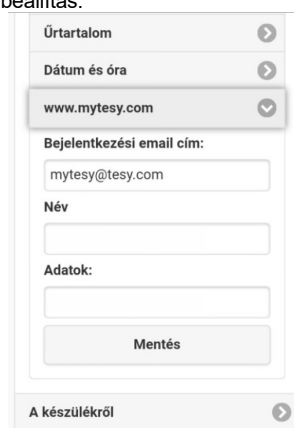 beállítás.
Űrtartalom
Dátum és óra
www.mytesy.com
Bejelentkezési email cím:
mytesy@tesy.com
Név
Adatok:
Mentés
A készülékről